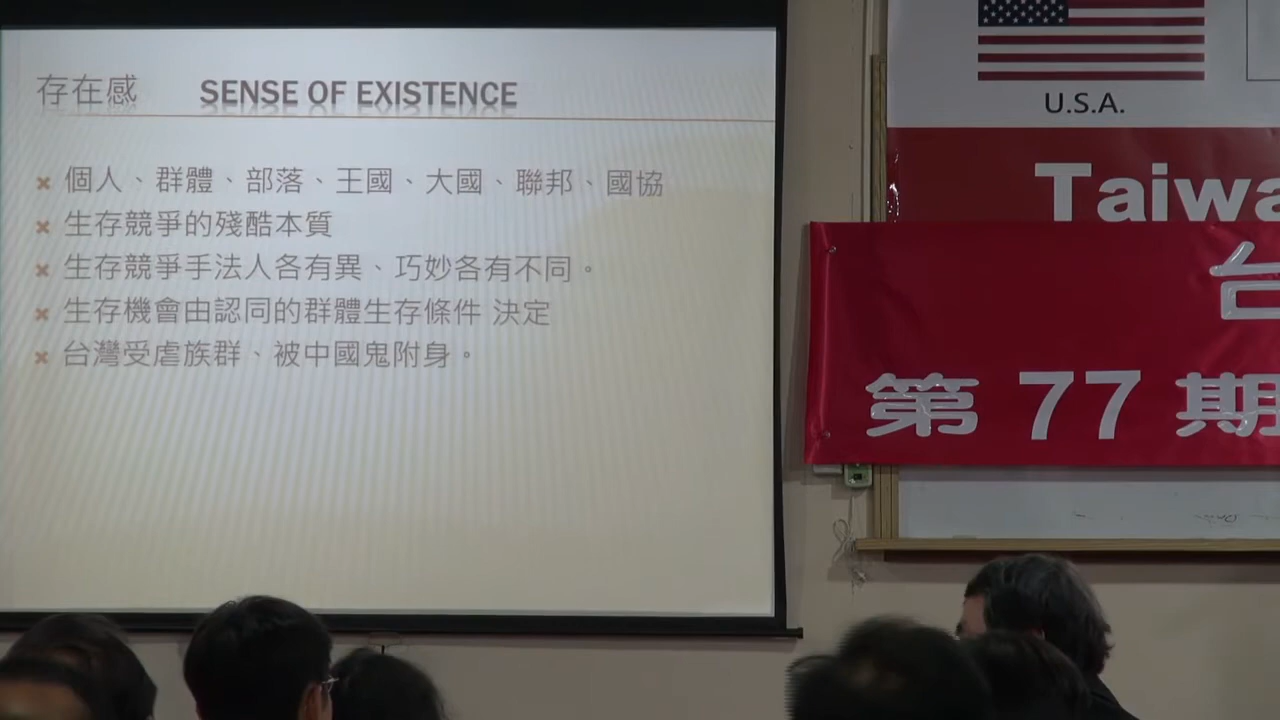 存在感 SENSE OF EXISTENCE
個人、群體、部落、王國、大國、聯邦、國協
生存競爭的殘酷本質
生存競爭手法人各有異、巧妙各有不同。
生存機會由認同的群體生存條件 決定
台灣受虐族群、被中國鬼附身。
U.S.A.
Taiwa
台
第 77 期